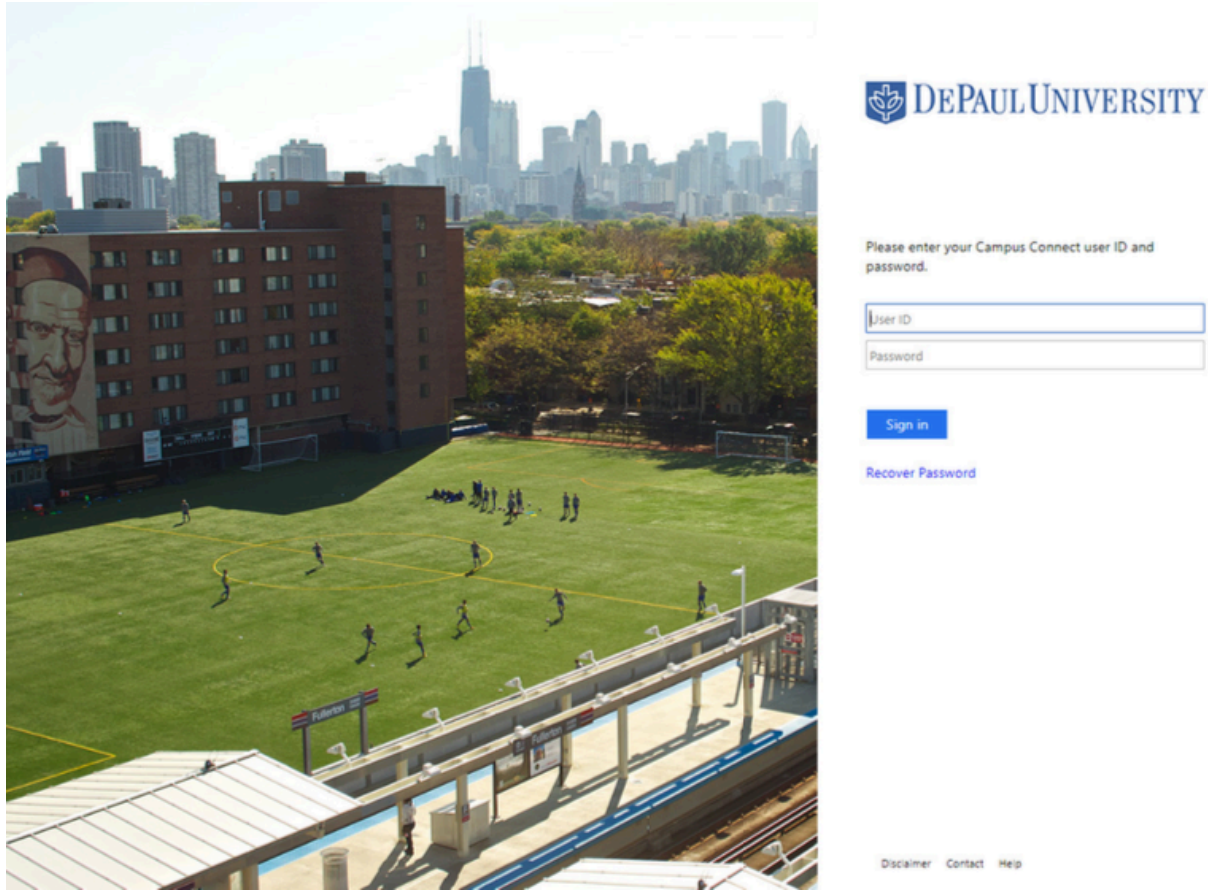 DEPAUL UNIVERSITY
Please enter your Campus Connect user ID and
password.
User ID
Password
Sign in
Recover Password
Fullerton
Fullerton
Disclaimer Contact Help